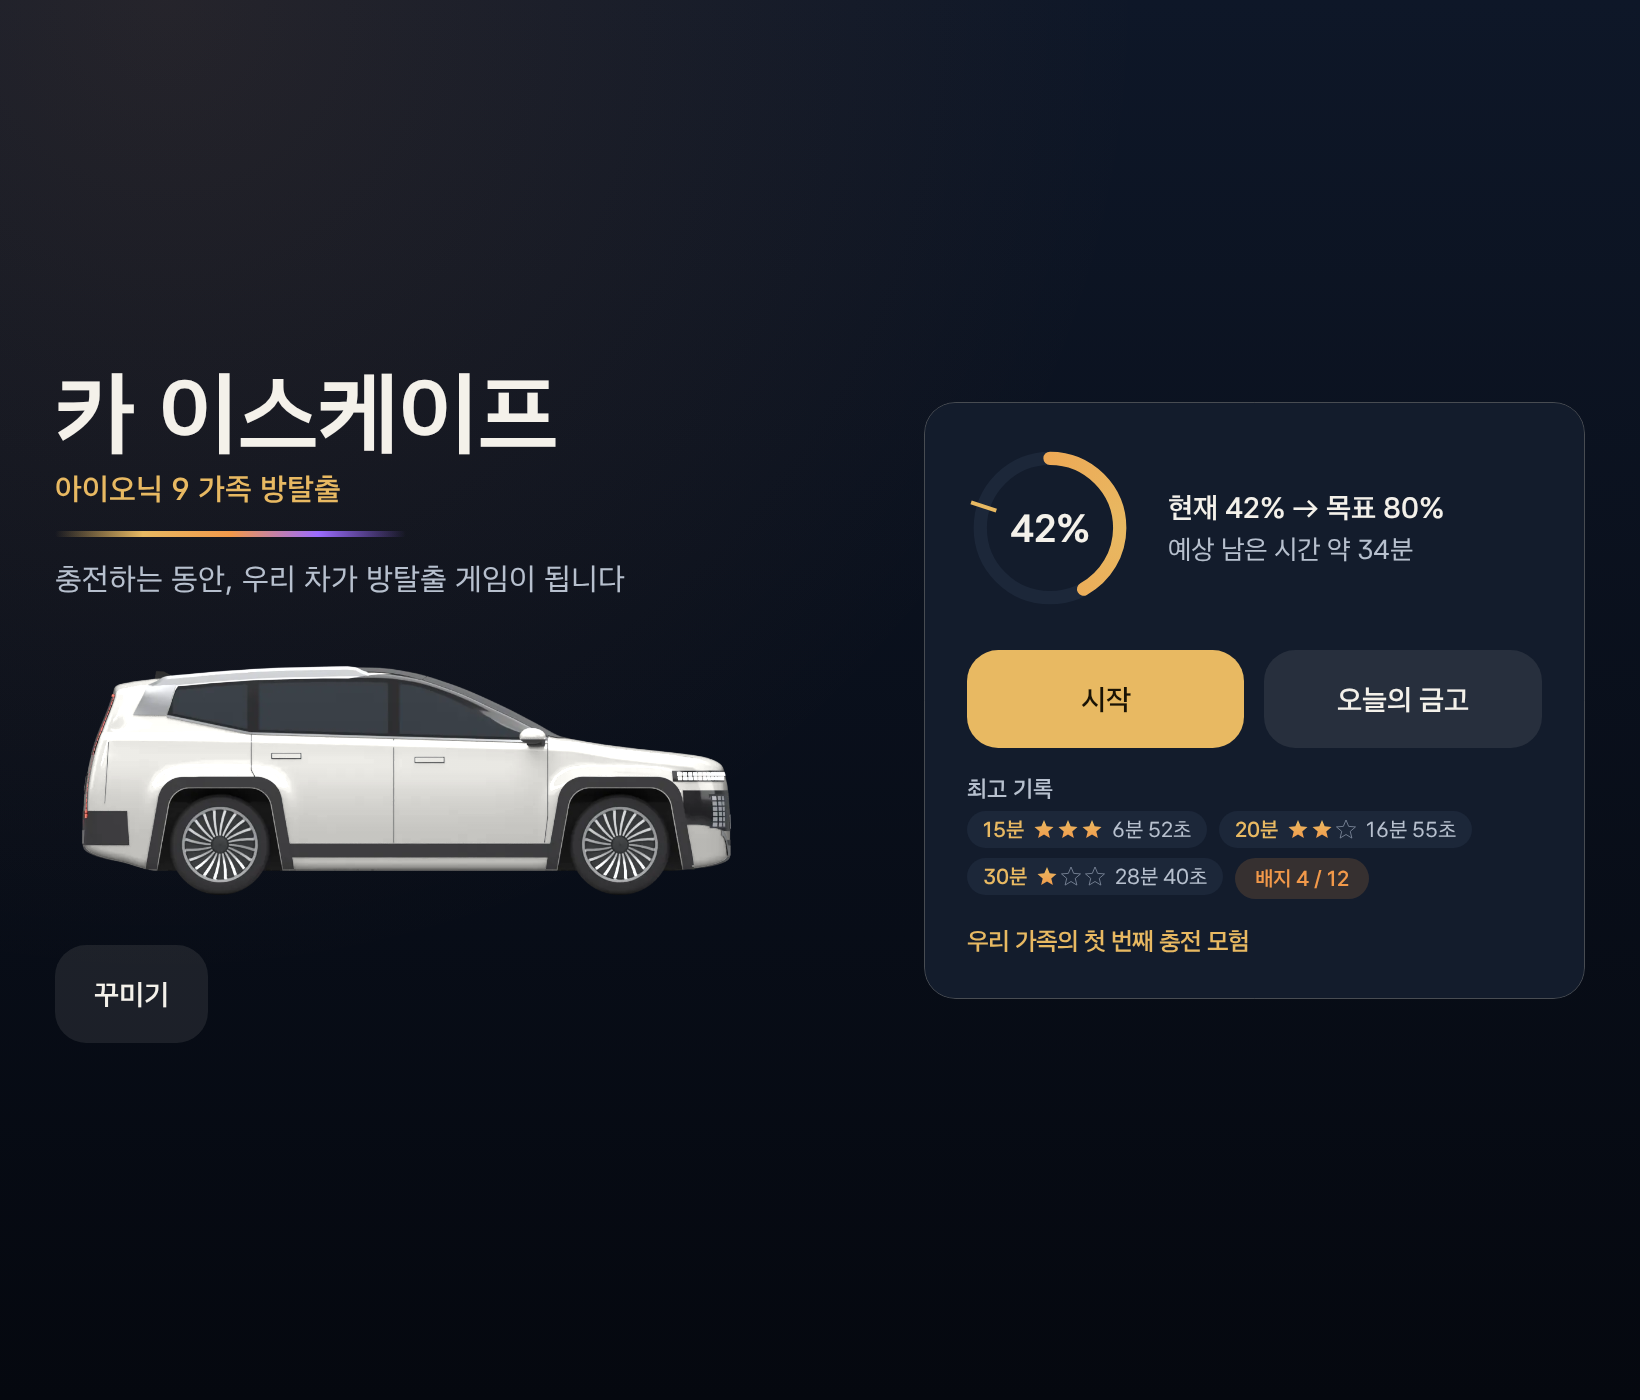 카 이스케이프
아이오닉 9 가족 방탈출
충전하는 동안, 우리 차가 방탈출 게임이 됩니다
꾸미기
42%
현재 42% → 목표 80%
예상 남은 시간 약 34분
시작
오늘의 금고
최고 기록
15분 ★★★ 6분 52초
20분 ★★☆ 16분 55초
30분 ★☆☆ 28분 40초
배지 4 / 12
우리 가족의 첫 번째 충전 모험